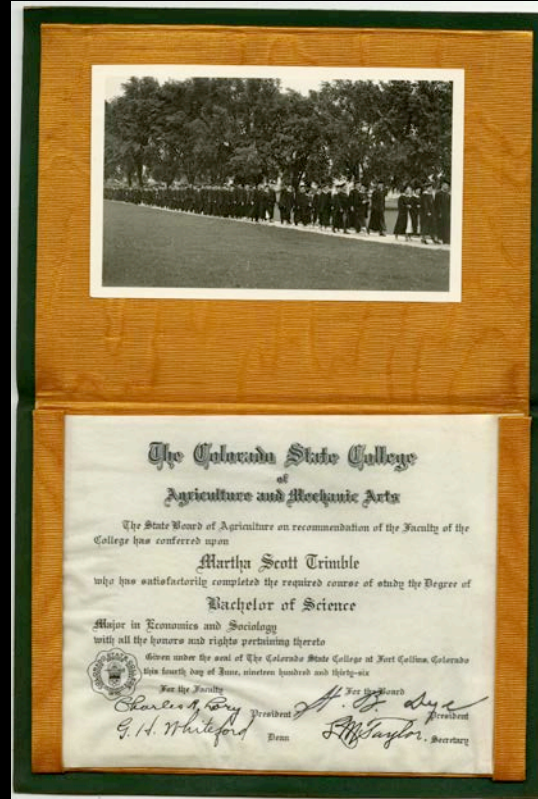 The Colorado State College
of
Agriculture and Mechanic Arts
The State Board of Agriculture on recommendation of the Faculty of the
College has conferred upon
Martha Scott Trimble
who has satisfactorily completed the required course of study the Degree of
Bachelor of Science
Major in Economics and Sociology
with all the honors and rights pertaining thereto
Given under the seal of The Colorado State College at Fort Collins, Colorado
this fourth day of June, nineteen hundred and thirty-six
For the Faculty
For the Board
Charles A. Lory President
H. B. Dye President
G. H. Whiteford Dean
L M Taylor. Secretary